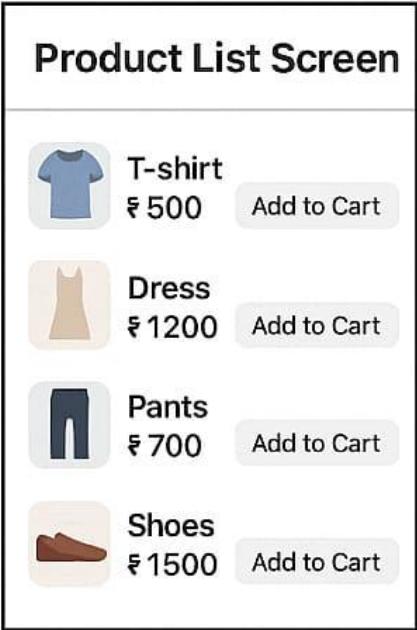 Product List Screen
T-shirt
₹ 500
Add to Cart
Dress
₹ 1200
Add to Cart
Pants
₹ 700
Add to Cart
Shoes
₹ 1500
Add to Cart